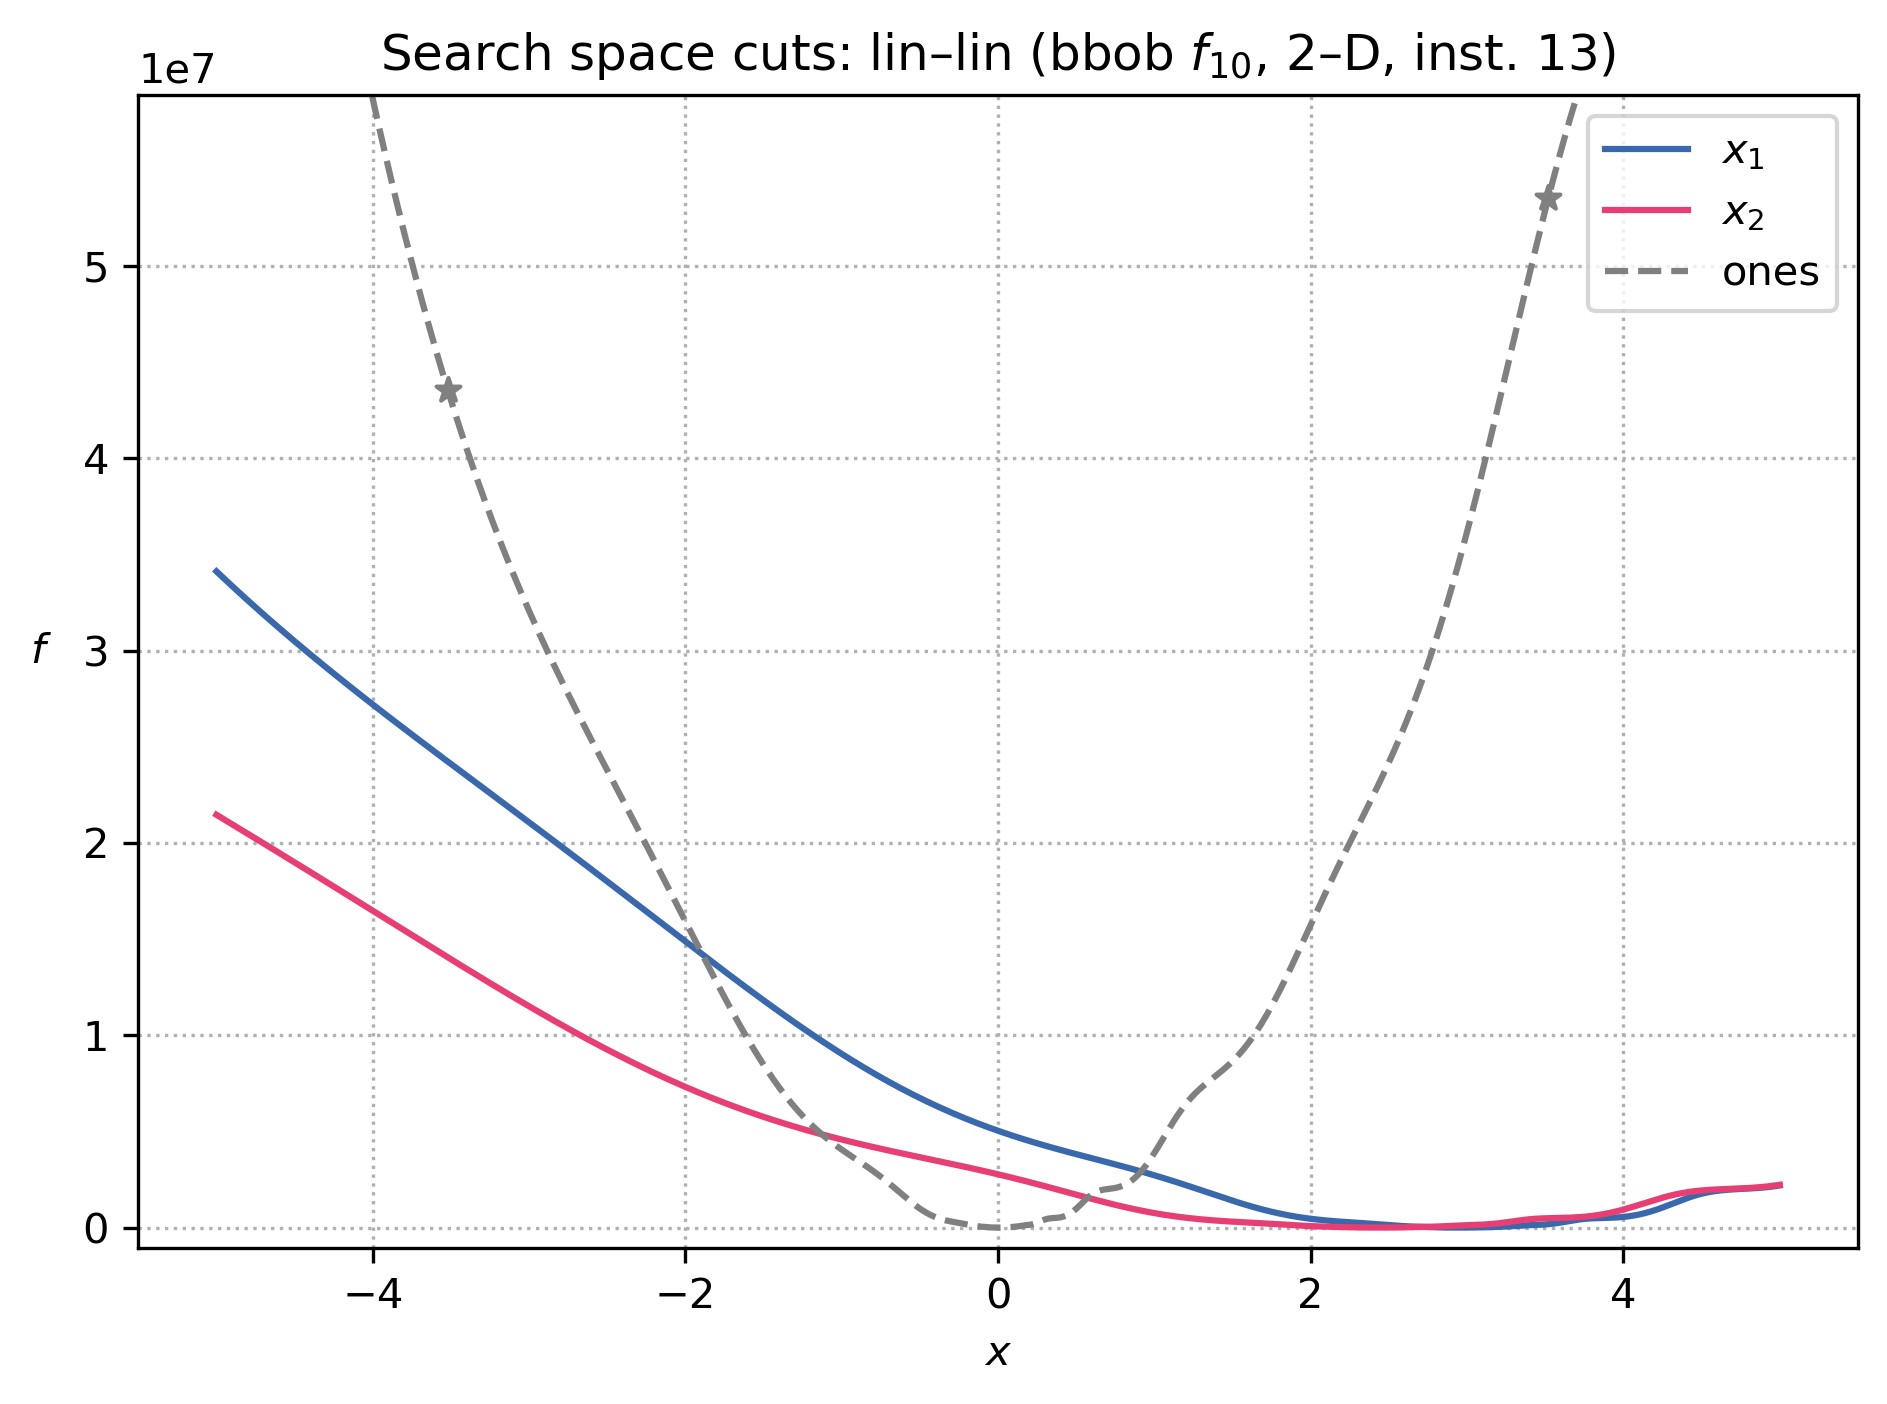 Search space cuts: lin–lin (bbob f10, 2–D, inst. 13)
1e7
x1
x2
ones
5
4
3
2
1
0
f
−4 −2 0 2 4
x